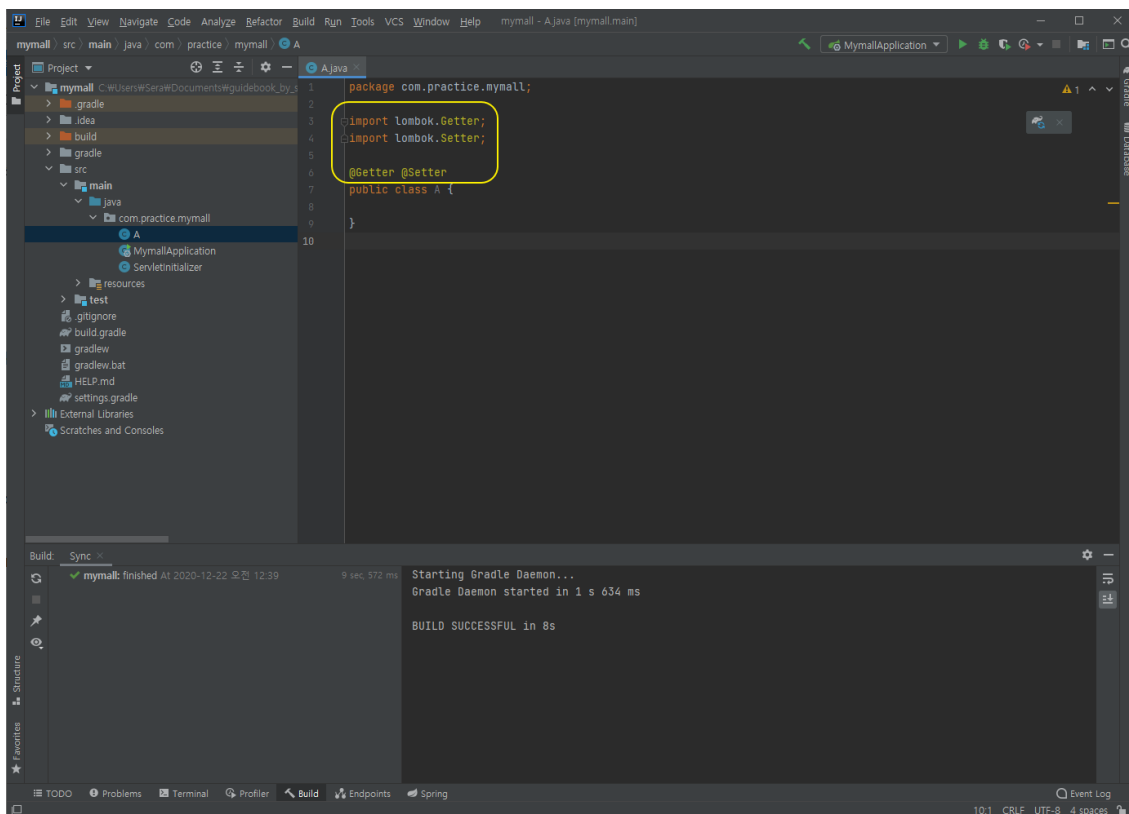 File Edit View Navigate Code Analyze Refactor Build Run Tools VCS Window Help mymall - A.java [mymall.main]
mymall src main java com practice mymall A MymallApplication
Project A.java
Project
mymall C:₩Users₩Sera₩Documents₩guidebook_by_s
.gradle
.idea
build
gradle
src
main
java
com.practice.mymall
A
MymallApplication
ServletInitializer
resources
test
.gitignore
build.gradle
gradlew
gradlew.bat
HELP.md
settings.gradle
External Libraries
Scratches and Consoles
1 package com.practice.mymall;
2
3 import lombok.Getter;
4 import lombok.Setter;
5
6 @Getter @Setter
7 public class A {
8
9 }
10
1
Gradle
Database
Build: Sync
mymall: finished At 2020-12-22 오전 12:39 9 sec, 572 ms
Starting Gradle Daemon...
Gradle Daemon started in 1 s 634 ms
BUILD SUCCESSFUL in 8s
Structure
Favorites
TODO Problems Terminal Profiler Build Endpoints Spring Event Log
10:1 CRLF UTF-8 4 spaces